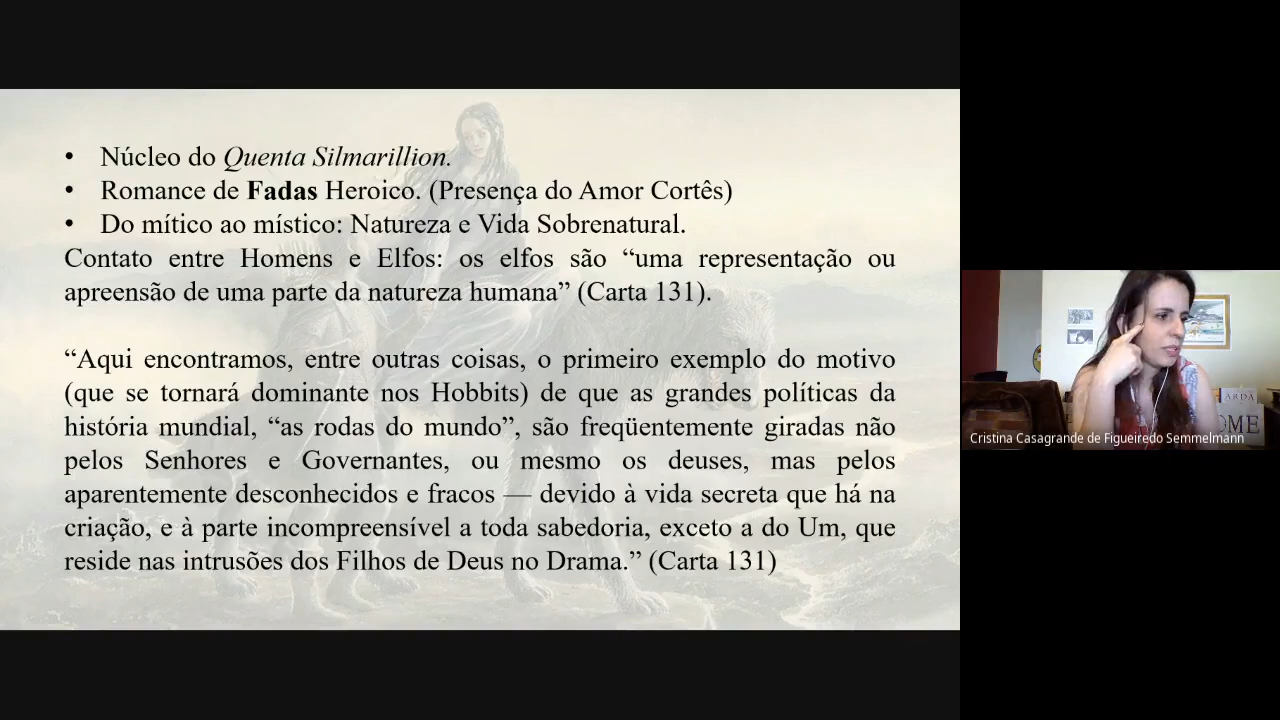 • Núcleo do Quenta Silmarillion.
• Romance de Fadas Heroico. (Presença do Amor Cortês)
• Do mítico ao místico: Natureza e Vida Sobrenatural.
Contato entre Homens e Elfos: os elfos são “uma representação ou
apreensão de uma parte da natureza humana” (Carta 131).
“Aqui encontramos, entre outras coisas, o primeiro exemplo do motivo
(que se tornará dominante nos Hobbits) de que as grandes políticas da
história mundial, “as rodas do mundo”, são freqüentemente giradas não
pelos Senhores e Governantes, ou mesmo os deuses, mas pelos
aparentemente desconhecidos e fracos — devido à vida secreta que há na
criação, e à parte incompreensível a toda sabedoria, exceto a do Um, que
reside nas intrusões dos Filhos de Deus no Drama.” (Carta 131)
ARDA
OME
Cristina Casagrande de Figueiredo Semmelmann